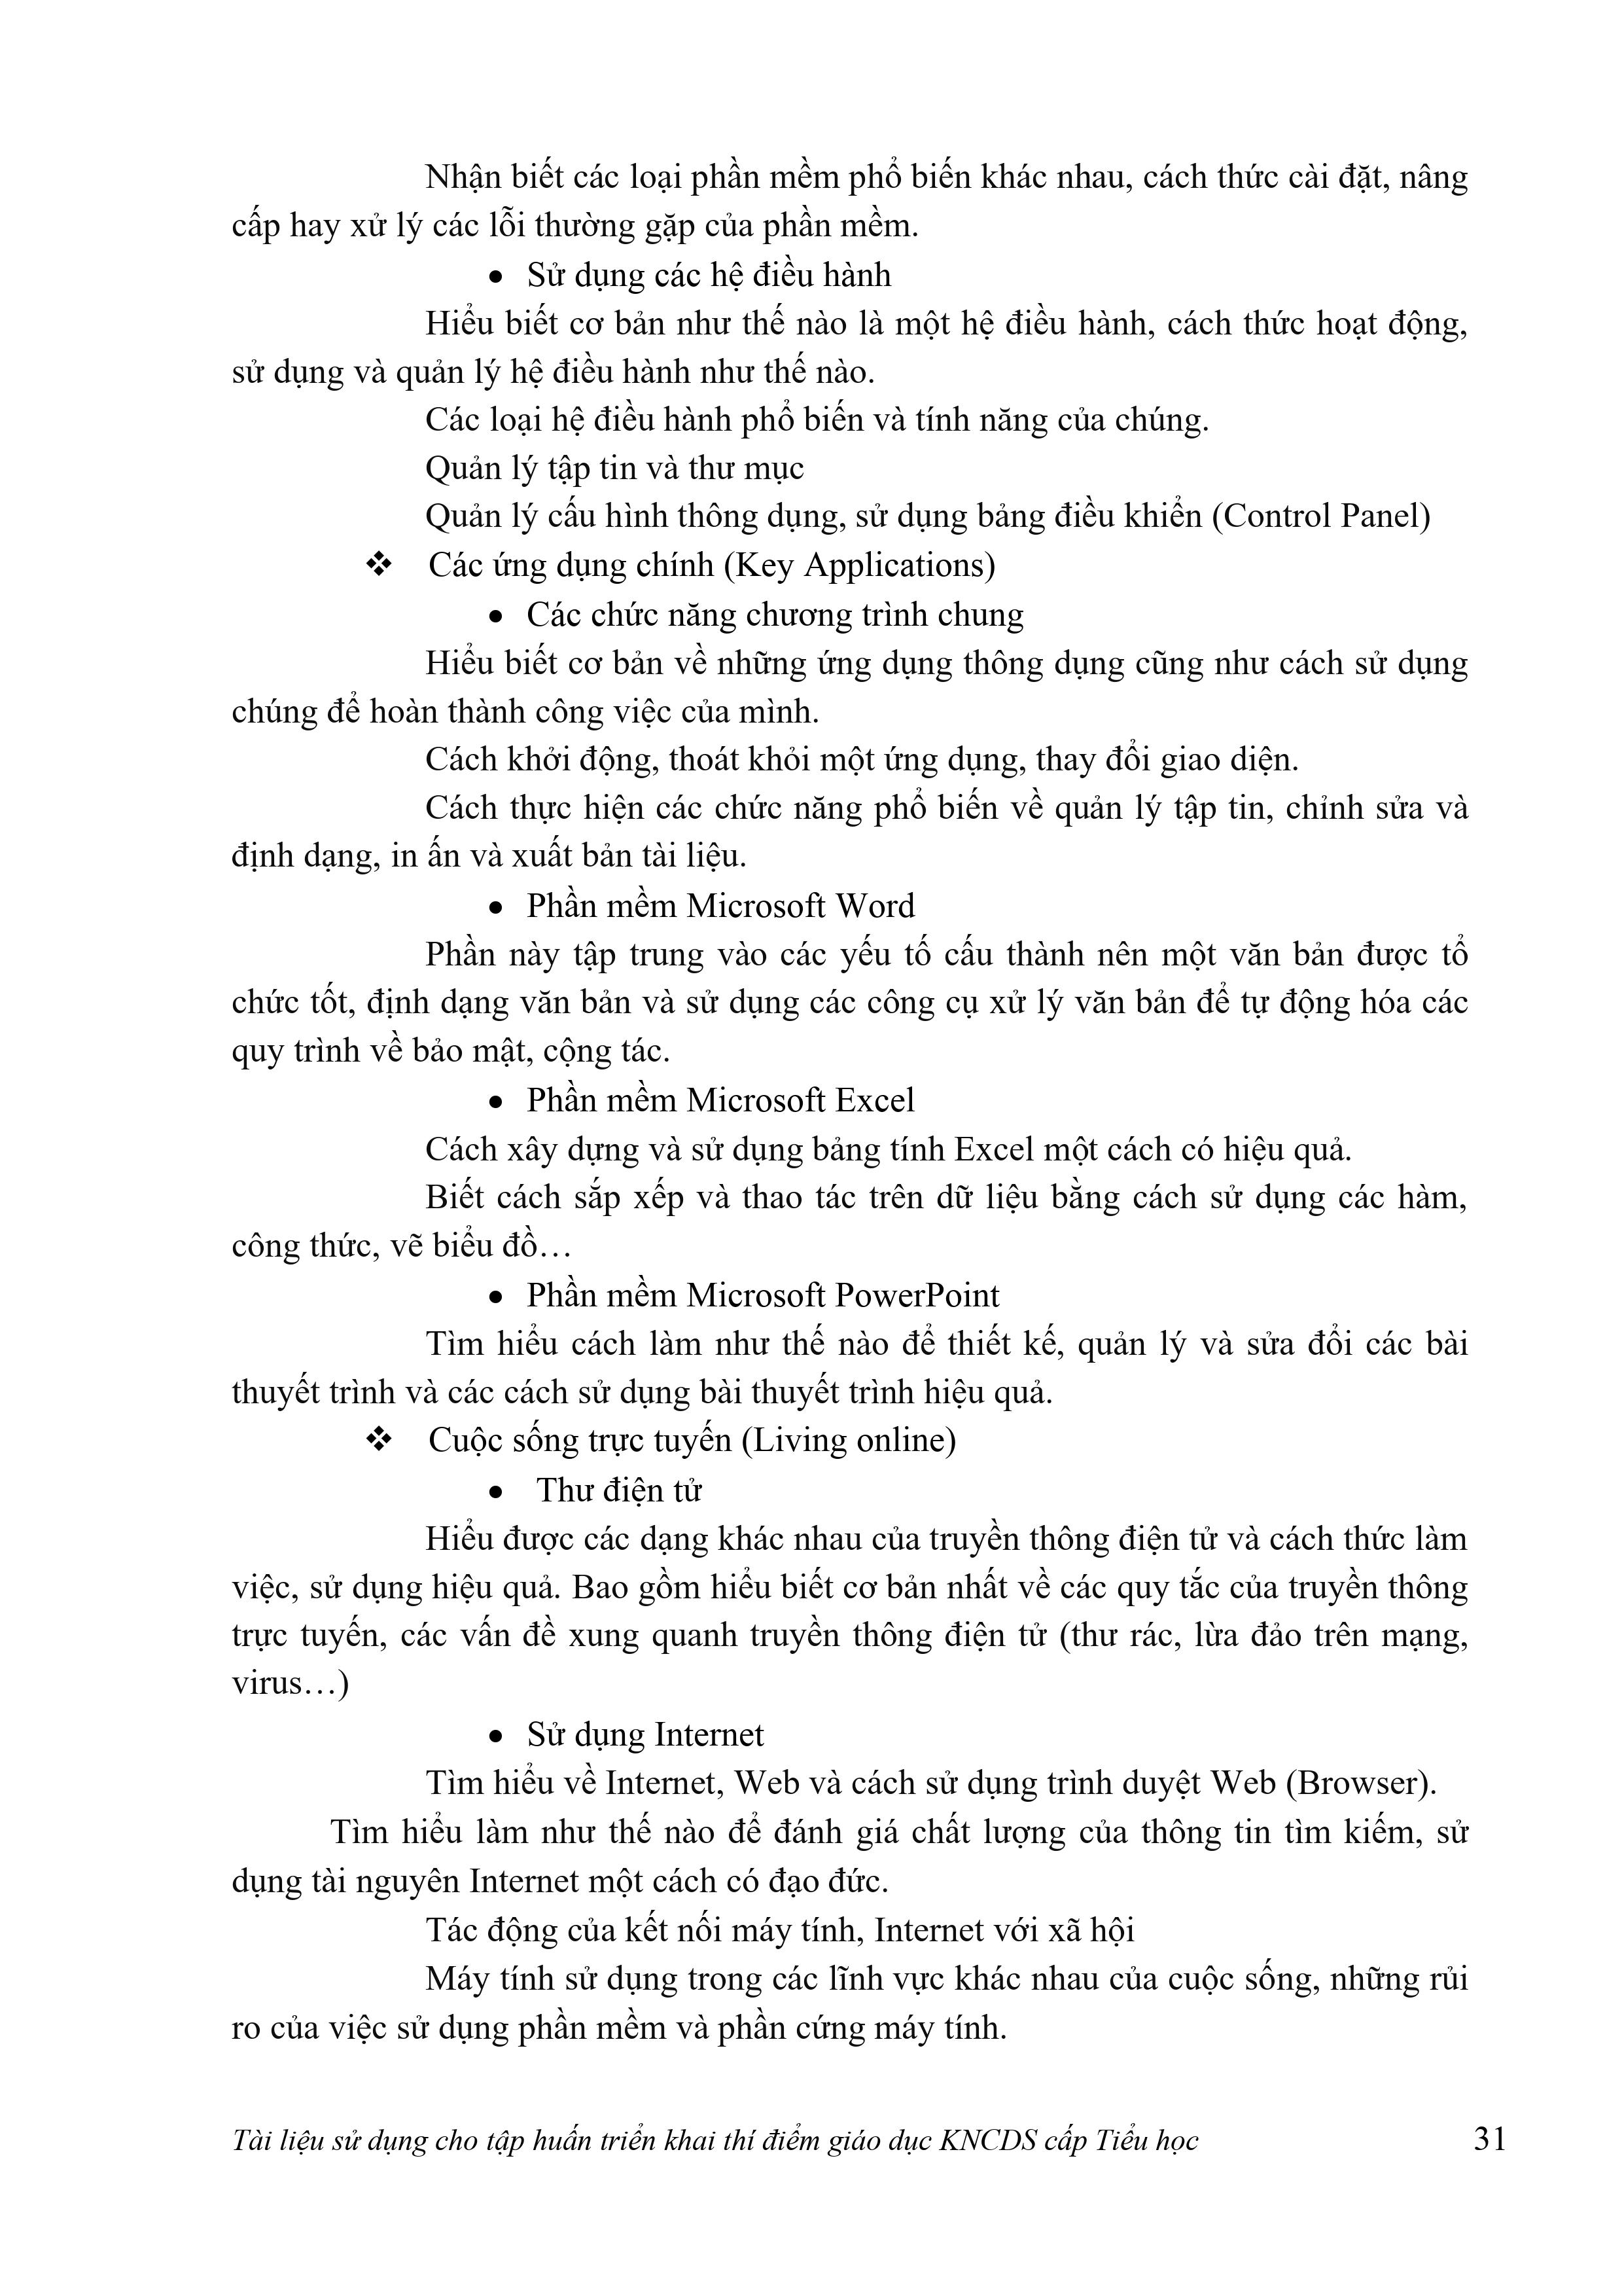 Nhận biết các loại phần mềm phổ biến khác nhau, cách thức cài đặt, nâng
cấp hay xử lý các lỗi thường gặp của phần mềm.
• Sử dụng các hệ điều hành
Hiểu biết cơ bản như thế nào là một hệ điều hành, cách thức hoạt động,
sử dụng và quản lý hệ điều hành như thế nào.
Các loại hệ điều hành phổ biến và tính năng của chúng.
Quản lý tập tin và thư mục
Quản lý cấu hình thông dụng, sử dụng bảng điều khiển (Control Panel)
❖ Các ứng dụng chính (Key Applications)
• Các chức năng chương trình chung
Hiểu biết cơ bản về những ứng dụng thông dụng cũng như cách sử dụng
chúng để hoàn thành công việc của mình.
Cách khởi động, thoát khỏi một ứng dụng, thay đổi giao diện.
Cách thực hiện các chức năng phổ biến về quản lý tập tin, chỉnh sửa và
định dạng, in ấn và xuất bản tài liệu.
• Phần mềm Microsoft Word
Phần này tập trung vào các yếu tố cấu thành nên một văn bản được tổ
chức tốt, định dạng văn bản và sử dụng các công cụ xử lý văn bản để tự động hóa các
quy trình về bảo mật, cộng tác.
• Phần mềm Microsoft Excel
Cách xây dựng và sử dụng bảng tính Excel một cách có hiệu quả.
Biết cách sắp xếp và thao tác trên dữ liệu bằng cách sử dụng các hàm,
công thức, vẽ biểu đồ…
• Phần mềm Microsoft PowerPoint
Tìm hiểu cách làm như thế nào để thiết kế, quản lý và sửa đổi các bài
thuyết trình và các cách sử dụng bài thuyết trình hiệu quả.
❖ Cuộc sống trực tuyến (Living online)
• Thư điện tử
Hiểu được các dạng khác nhau của truyền thông điện tử và cách thức làm
việc, sử dụng hiệu quả. Bao gồm hiểu biết cơ bản nhất về các quy tắc của truyền thông
trực tuyến, các vấn đề xung quanh truyền thông điện tử (thư rác, lừa đảo trên mạng,
virus…)
• Sử dụng Internet
Tìm hiểu về Internet, Web và cách sử dụng trình duyệt Web (Browser).
Tìm hiểu làm như thế nào để đánh giá chất lượng của thông tin tìm kiếm, sử
dụng tài nguyên Internet một cách có đạo đức.
Tác động của kết nối máy tính, Internet với xã hội
Máy tính sử dụng trong các lĩnh vực khác nhau của cuộc sống, những rủi
ro của việc sử dụng phần mềm và phần cứng máy tính.
Tài liệu sử dụng cho tập huấn triển khai thí điểm giáo dục KNCDS cấp Tiểu học 31